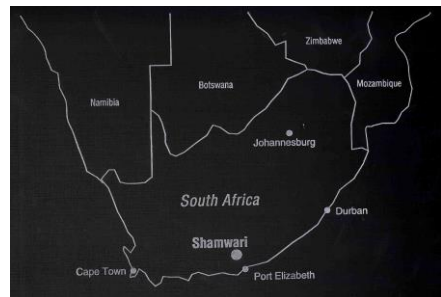 Zimbabwe
Botswana
Mozambique
Namibia
Johannesburg
South Africa
Durban
Shamwari
Cape Town
Port Elizabeth